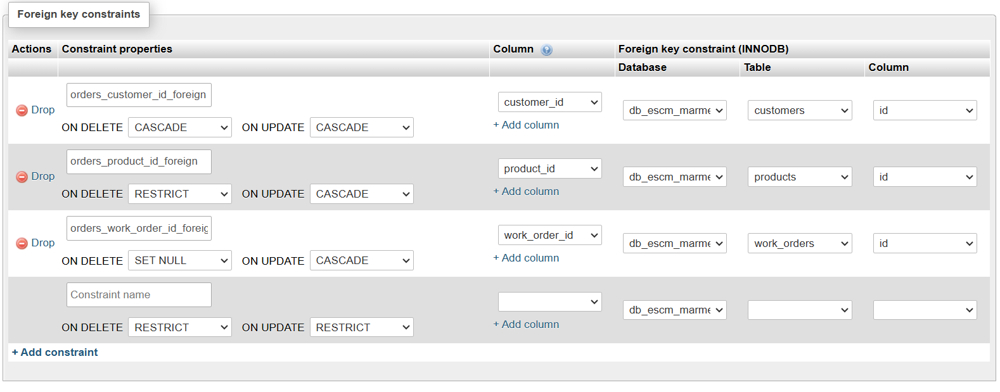 Foreign key constraints
Actions Constraint properties Column Foreign key constraint (INNODB)
Database Table Column
orders_customer_id_foreign
Drop
ON DELETE CASCADE ON UPDATE CASCADE
customer_id
+ Add column
db_escm_marme customers id
orders_product_id_foreign
Drop
ON DELETE RESTRICT ON UPDATE CASCADE
product_id
+ Add column
db_escm_marme products id
orders_work_order_id_foreig
Drop
ON DELETE SET NULL ON UPDATE CASCADE
work_order_id
+ Add column
db_escm_marme work_orders id
Constraint name
ON DELETE RESTRICT ON UPDATE RESTRICT
+ Add column
db_escm_marme
+ Add constraint